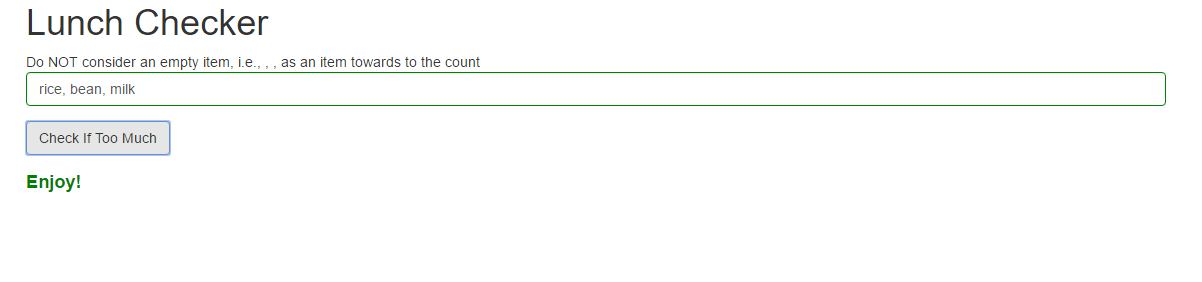 Lunch Checker
Do NOT consider an empty item, i.e., , , as an item towards to the count
rice, bean, milk
Check If Too Much
Enjoy!